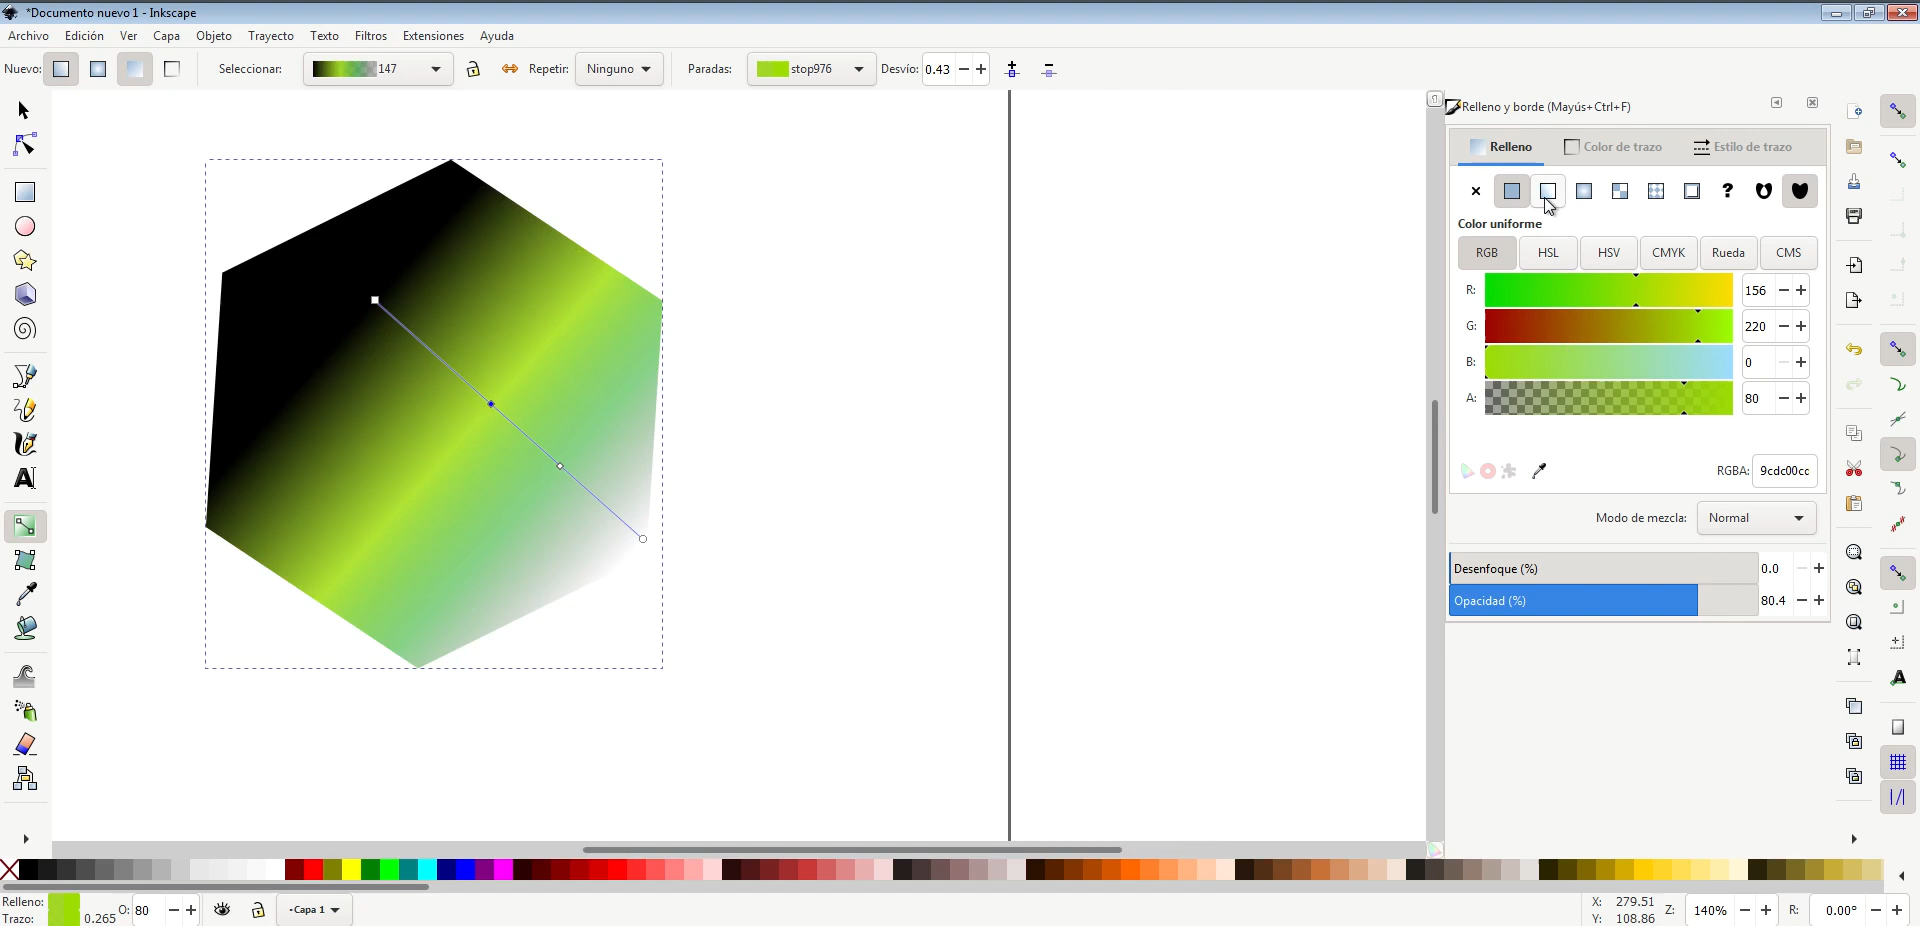 *Documento nuevo 1 - Inkscape
Archivo Edición Ver Capa Objeto Trayecto Texto Filtros Extensiones Ayuda
Nuevo: Seleccionar: 147 Repetir: Ninguno Paradas: stop976 Desvío: 0.43
Relleno y borde (Mayús+Ctrl+F)
Relleno Color de trazo Estilo de trazo
Color uniforme
RGB HSL HSV CMYK Rueda CMS
R: 156
G: 220
B: 0
A: 80
RGBA: 9cdc00cc
Modo de mezcla: Normal
Desenfoque (%) 0.0
Opacidad (%) 80.4
Relleno:
Trazo: 0.265 O: 80 •Capa 1
X: 279.51
Y: 108.86
Z: 140% R: 0.00°